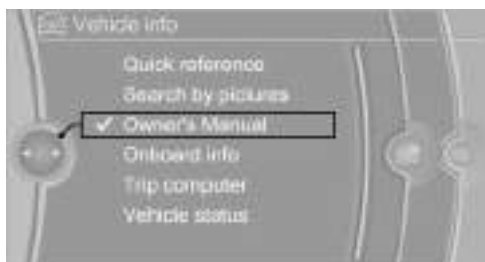 Vehicle info
Quick reference
Search by pictures
Owner's Manual
Onboard info
Trip computer
Vehicle status